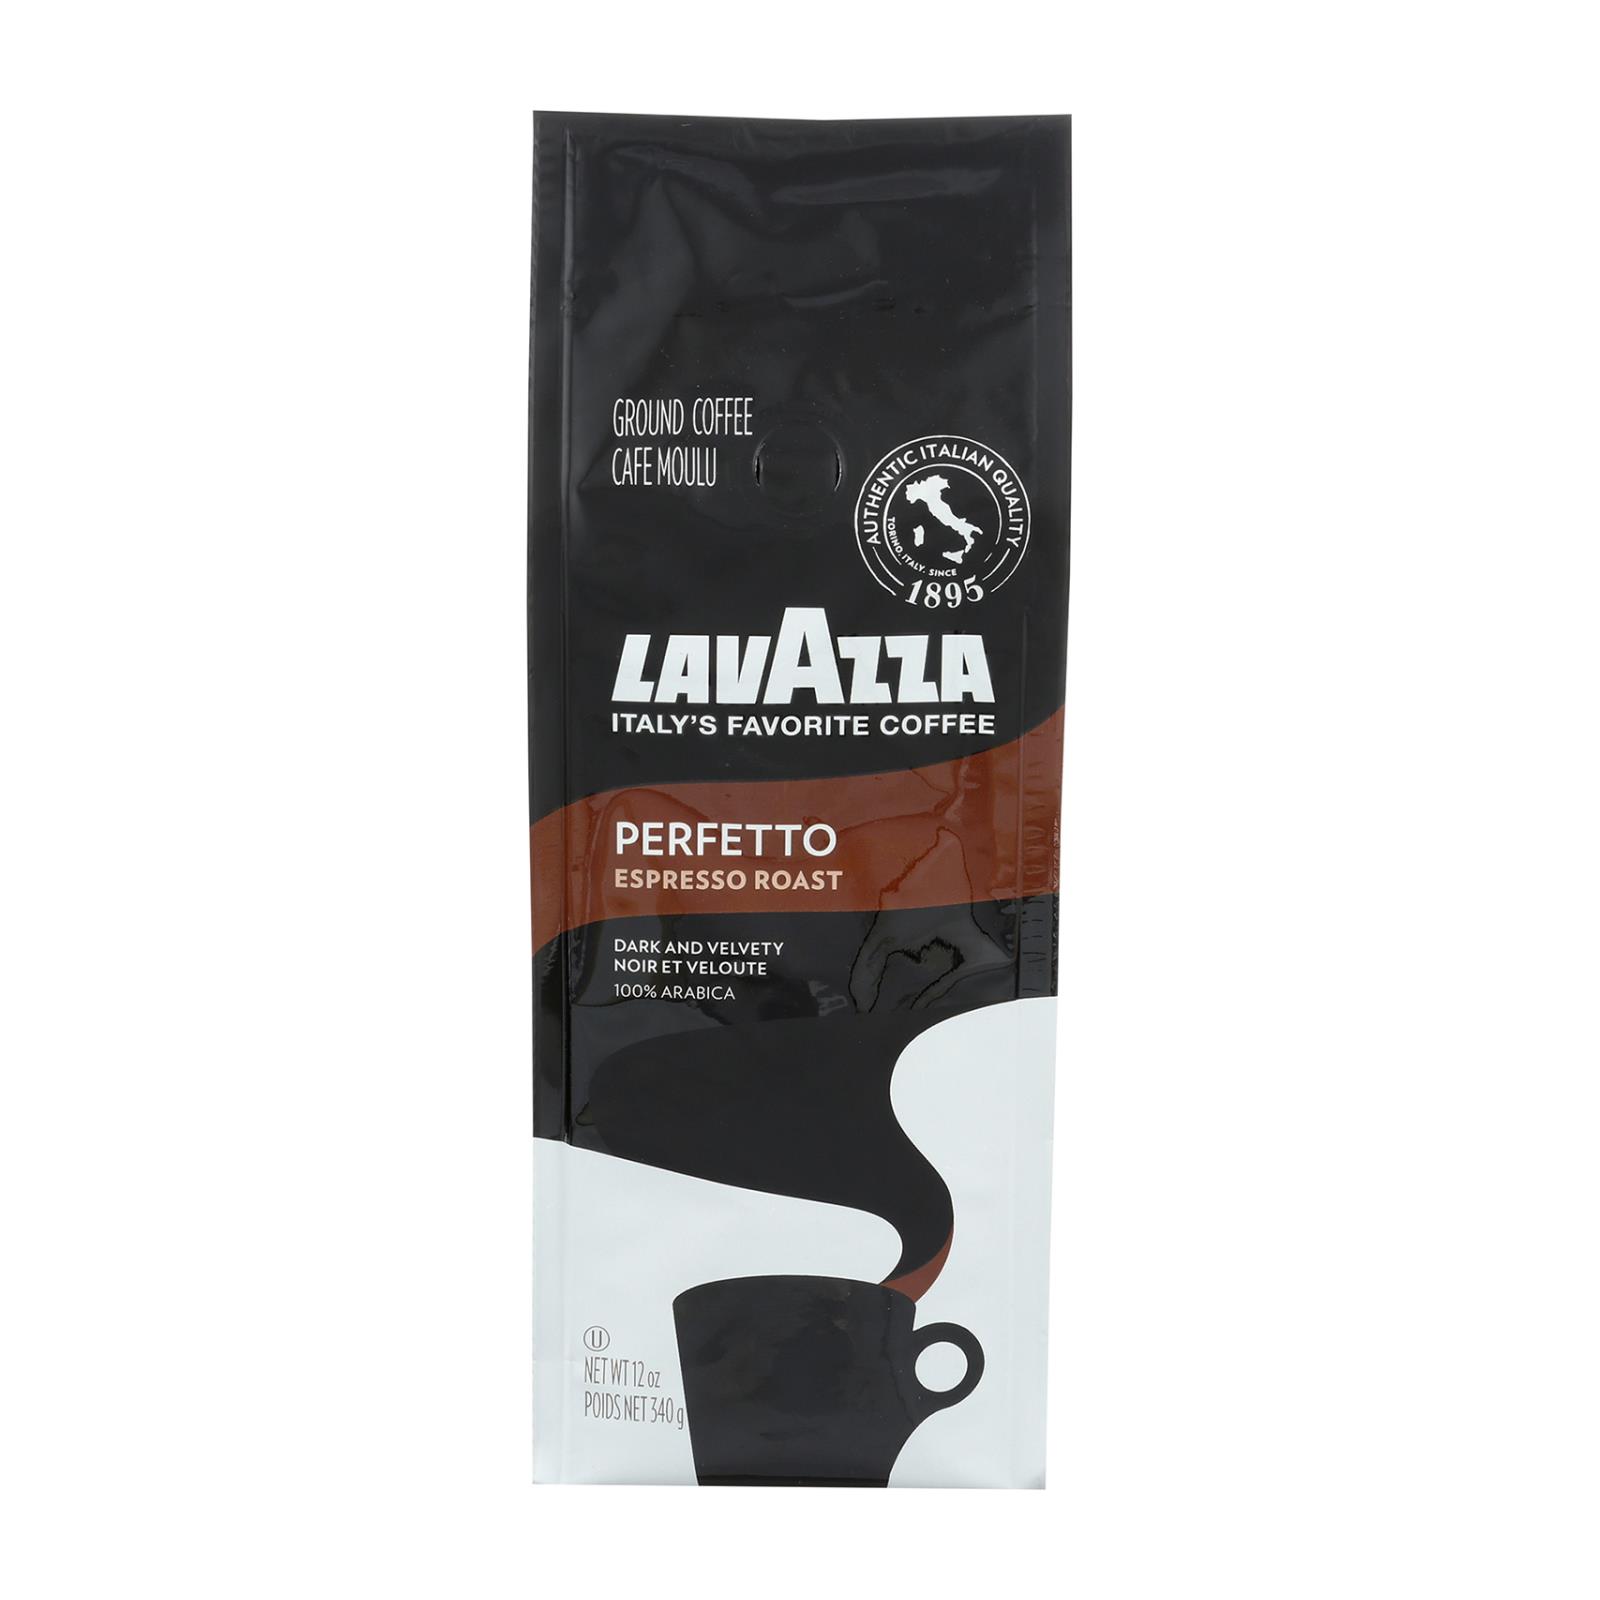 GROUND COFFEE
CAFE MOULU
AUTHENTIC ITALIAN QUALITY
TORINO, ITALY, SINCE
1895
LAVAZZA
ITALY'S FAVORITE COFFEE
PERFETTO
ESPRESSO ROAST
DARK AND VELVETY
NOIR ET VELOUTE
100% ARABICA
U
NET WT 12 oz
POIDS NET 340 g